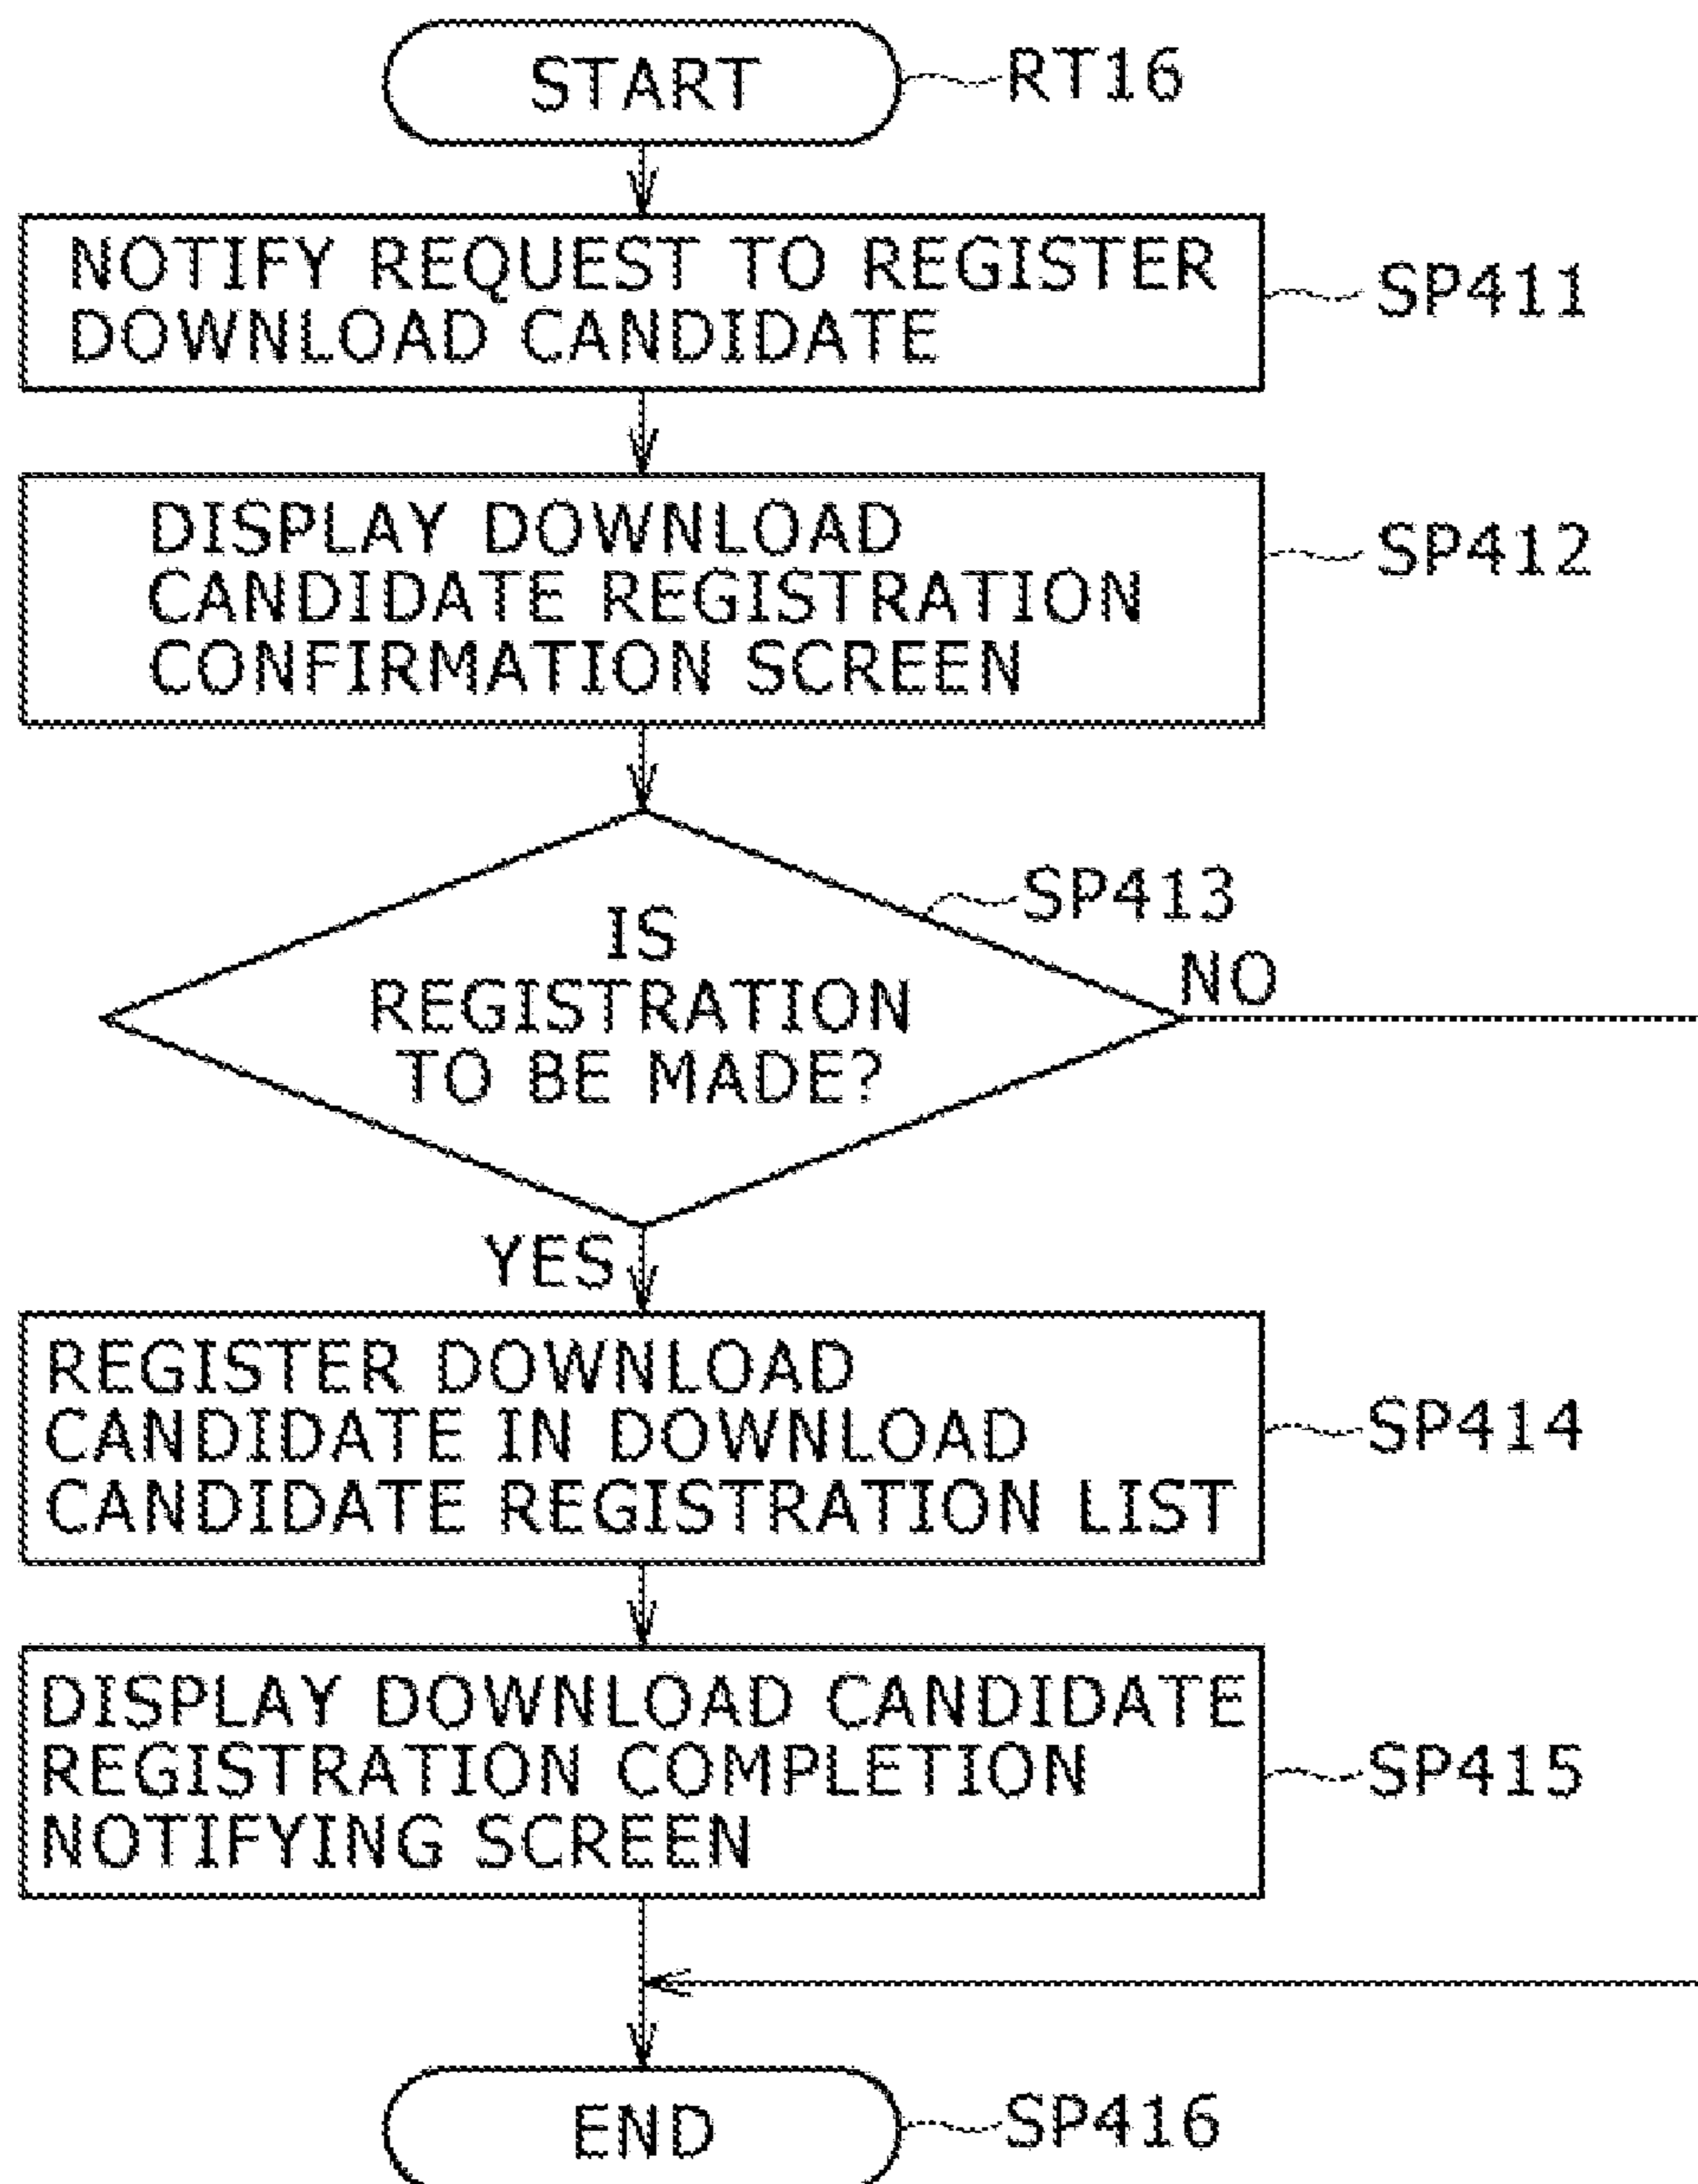 START
RT16
NOTIFY REQUEST TO REGISTER
DOWNLOAD CANDIDATE
SP411
DISPLAY DOWNLOAD
CANDIDATE REGISTRATION
CONFIRMATION SCREEN
SP412
SP413
IS
REGISTRATION
TO BE MADE?
NO
YES
REGISTER DOWNLOAD
CANDIDATE IN DOWNLOAD
CANDIDATE REGISTRATION LIST
SP414
DISPLAY DOWNLOAD CANDIDATE
REGISTRATION COMPLETION
NOTIFYING SCREEN
SP415
END
SP416